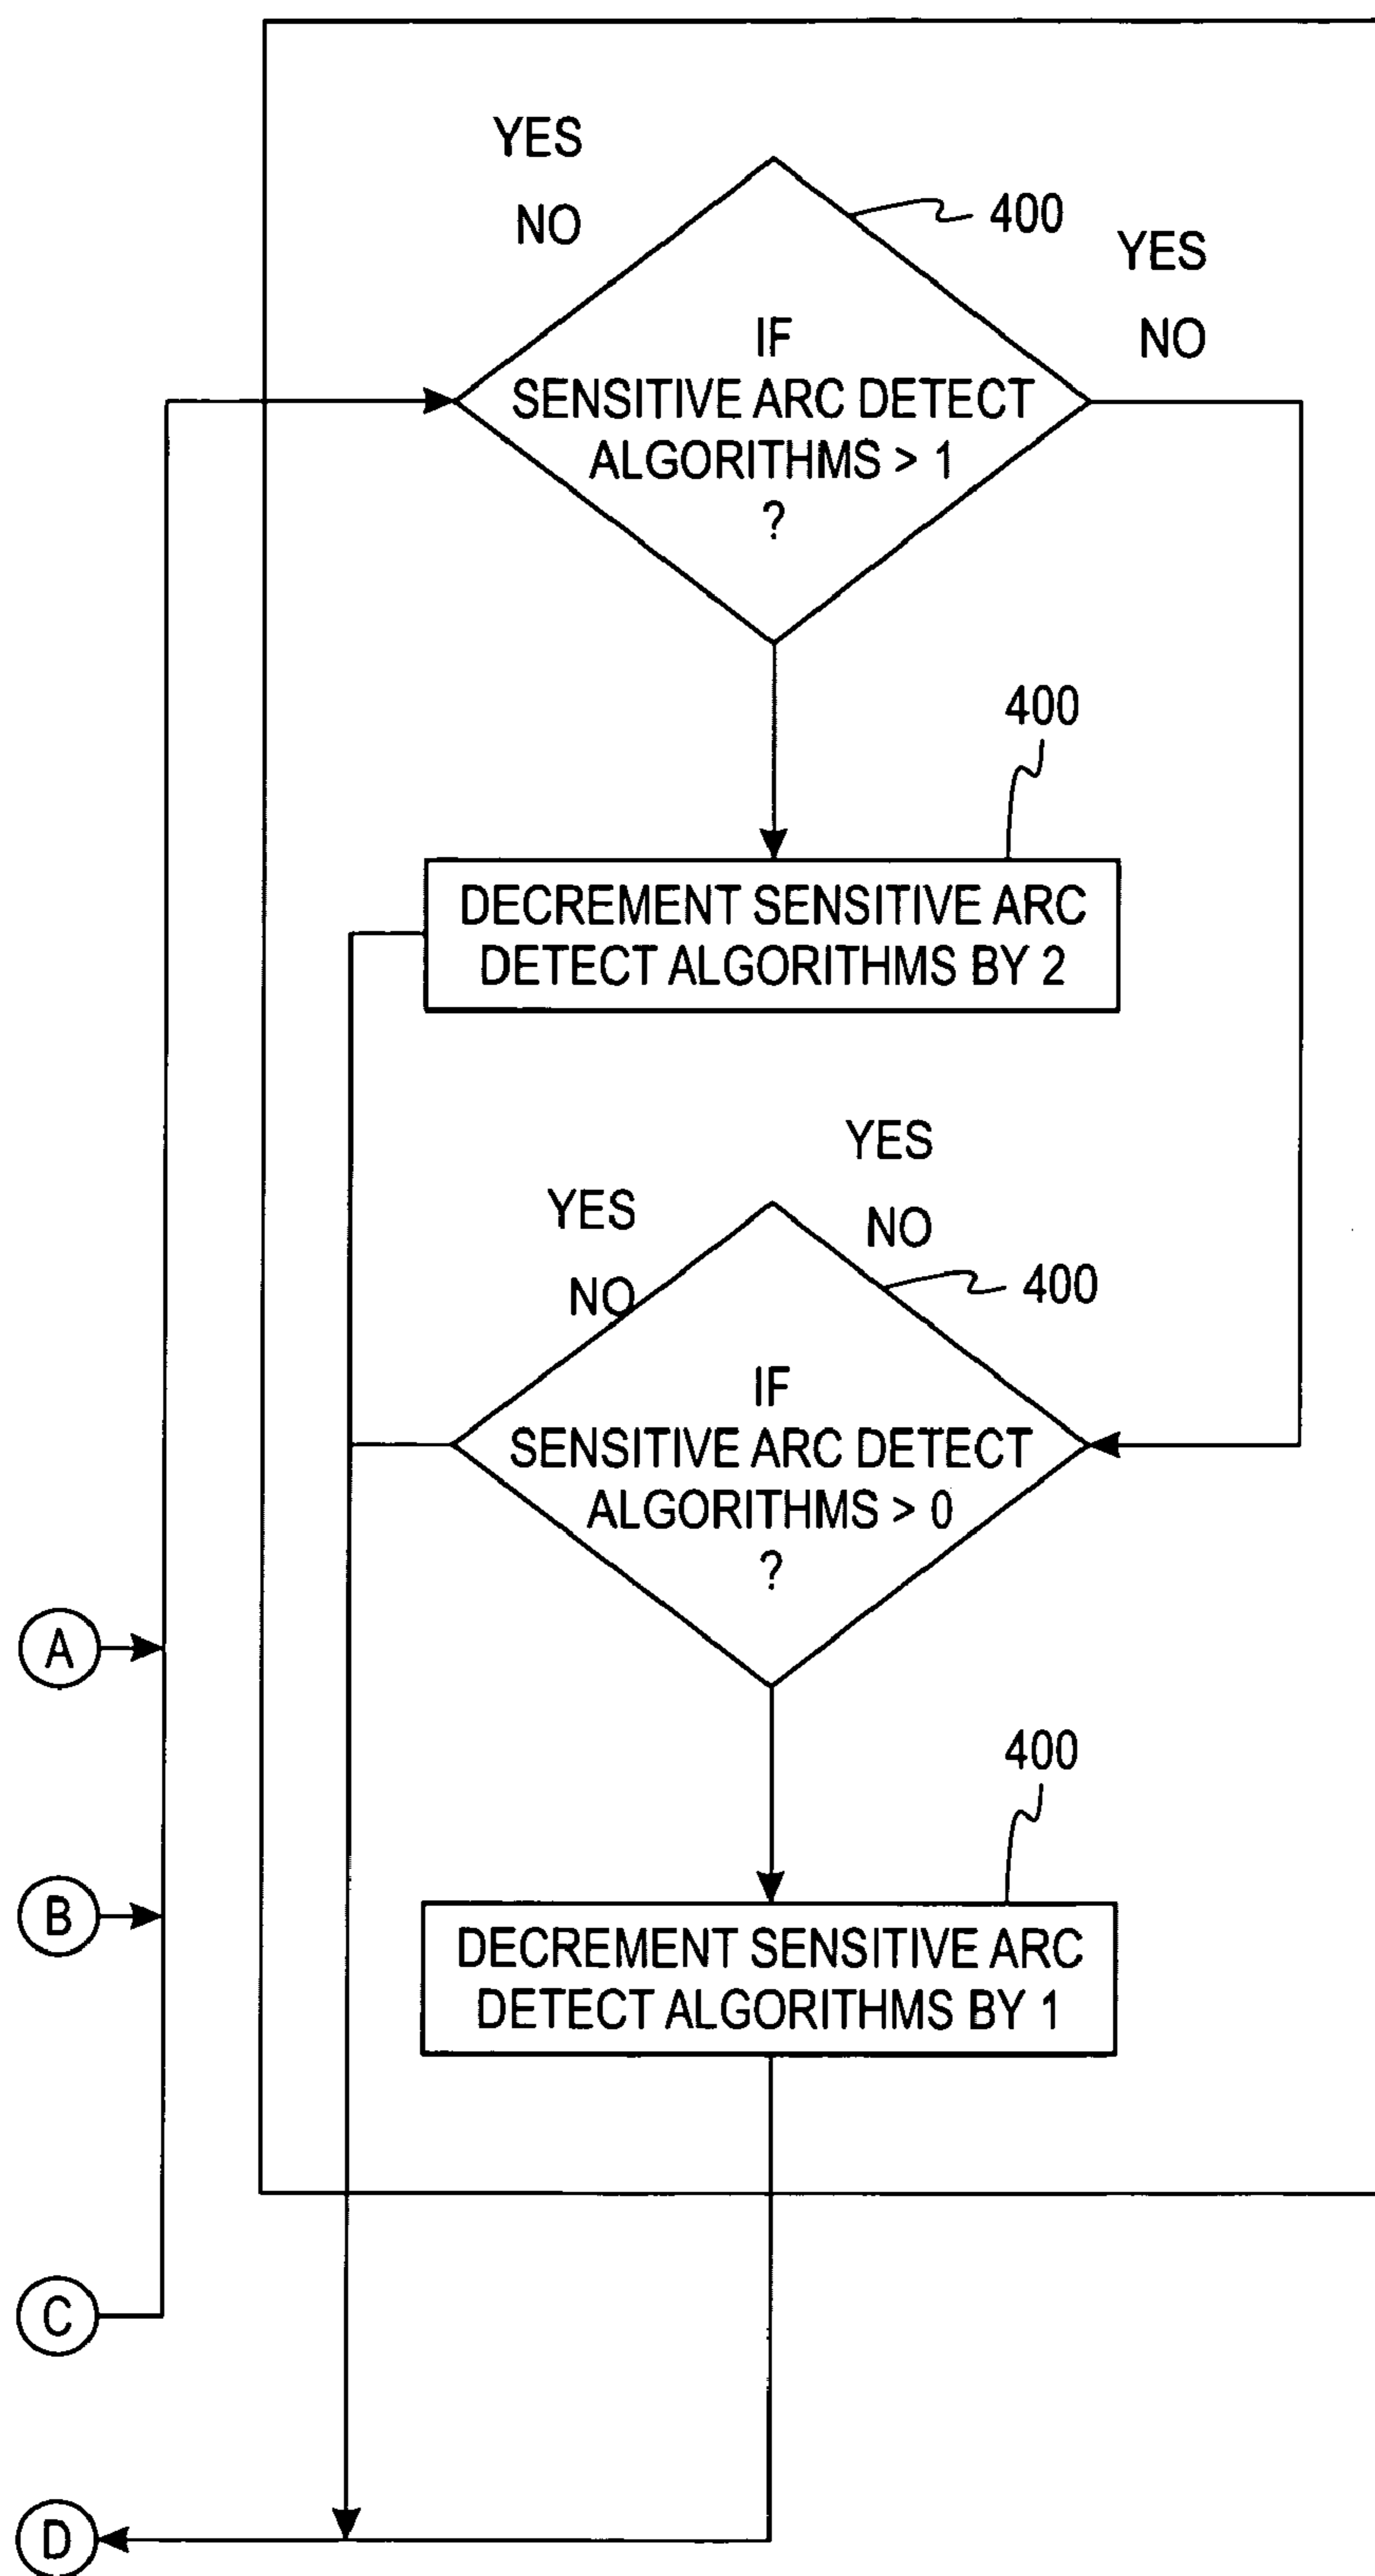 YES
NO
400
YES
NO
IF
SENSITIVE ARC DETECT
ALGORITHMS > 1
?
400
DECREMENT SENSITIVE ARC
DETECT ALGORITHMS BY 2
YES
NO
YES
NO
400
IF
SENSITIVE ARC DETECT
ALGORITHMS > 0
?
A
400
B
DECREMENT SENSITIVE ARC
DETECT ALGORITHMS BY 1
C
D